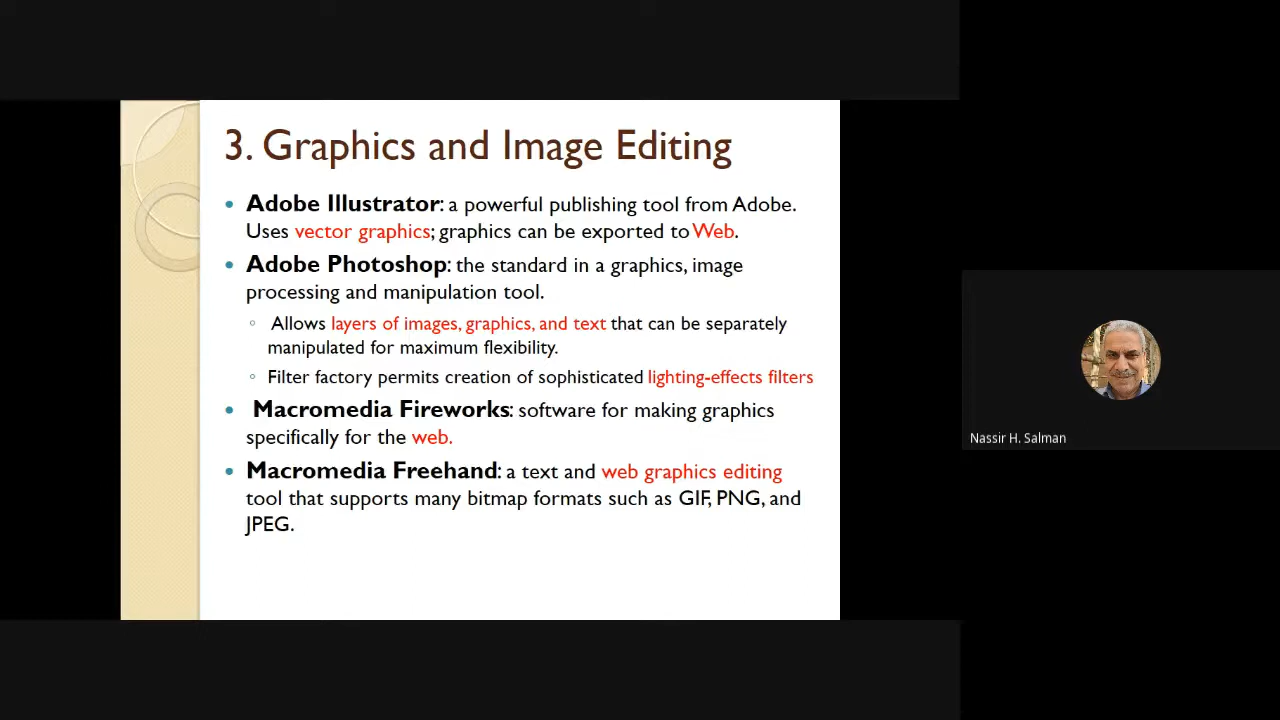 3. Graphics and Image Editing
Adobe Illustrator: a powerful publishing tool from Adobe.
Uses vector graphics; graphics can be exported to Web.
Adobe Photoshop: the standard in a graphics, image
processing and manipulation tool.
Allows layers of images, graphics, and text that can be separately
manipulated for maximum flexibility.
Filter factory permits creation of sophisticated lighting-effects filters
Macromedia Fireworks: software for making graphics
specifically for the web.
Macromedia Freehand: a text and web graphics editing
tool that supports many bitmap formats such as GIF, PNG, and
JPEG.
Nassir H. Salman